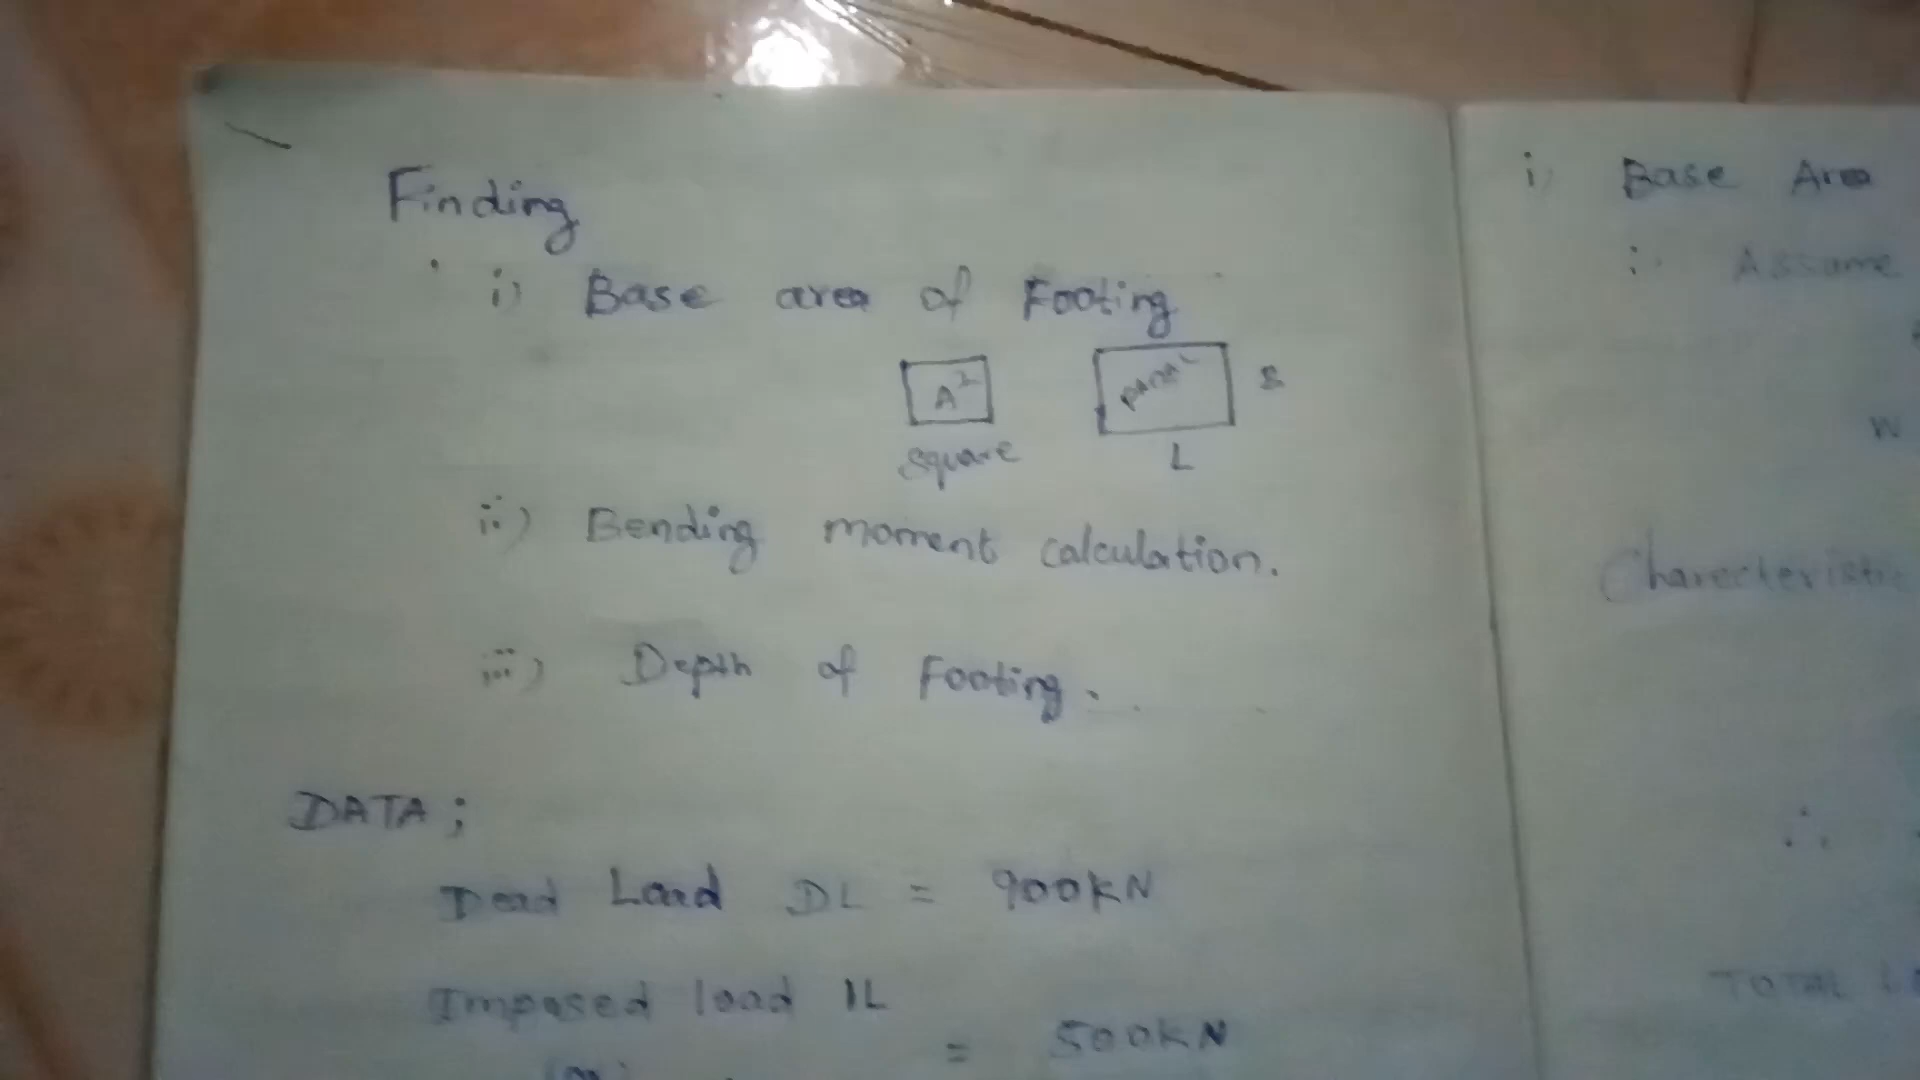 Finding
i) Base area of Footing
A²
B
square
L
ii) Bending moment calculation.
iii) Depth of Footing.
DATA ;
Dead Load DL = 900KN
Imposed load IL
= 500KN
i) Base Area
Assume
W
Charecteristic
∴
TOTAL